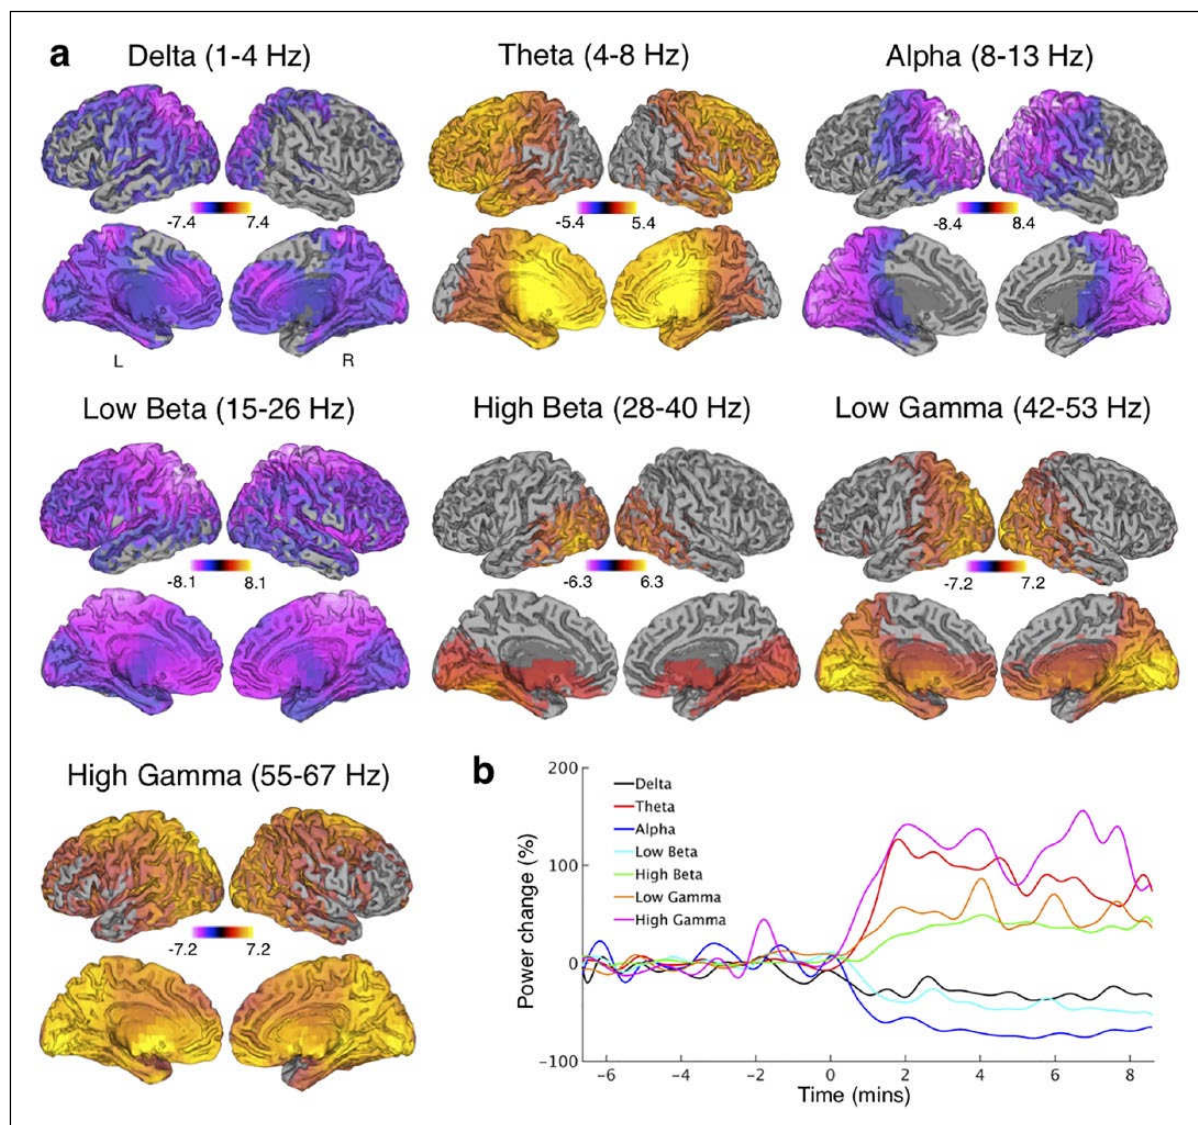 a
Delta (1-4 Hz)
Theta (4-8 Hz)
Alpha (8-13 Hz)
-7.4 7.4
-5.4 5.4
-8.4 8.4
L
R
Low Beta (15-26 Hz)
High Beta (28-40 Hz)
Low Gamma (42-53 Hz)
-8.1 8.1
-6.3 6.3
-7.2 7.2
High Gamma (55-67 Hz)
-7.2 7.2
b
Power change (%)
200
100
0
−100
Delta
Theta
Alpha
Low Beta
High Beta
Low Gamma
High Gamma
−6 −4 −2 0 2 4 6 8
Time (mins)